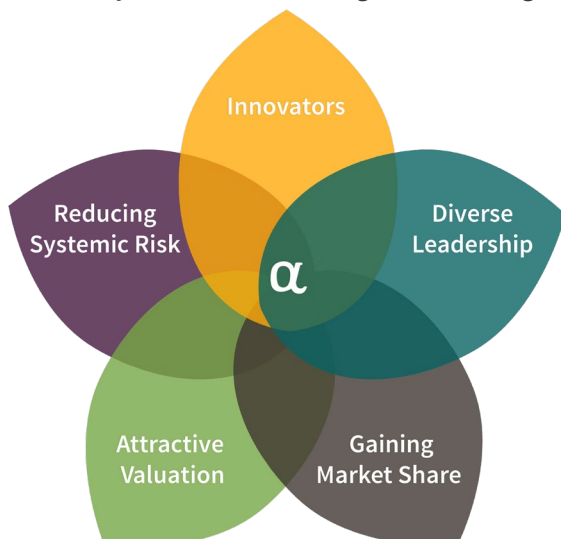 Innovators
Reducing
Systemic Risk
Diverse
Leadership
α
Attractive
Valuation
Gaining
Market Share